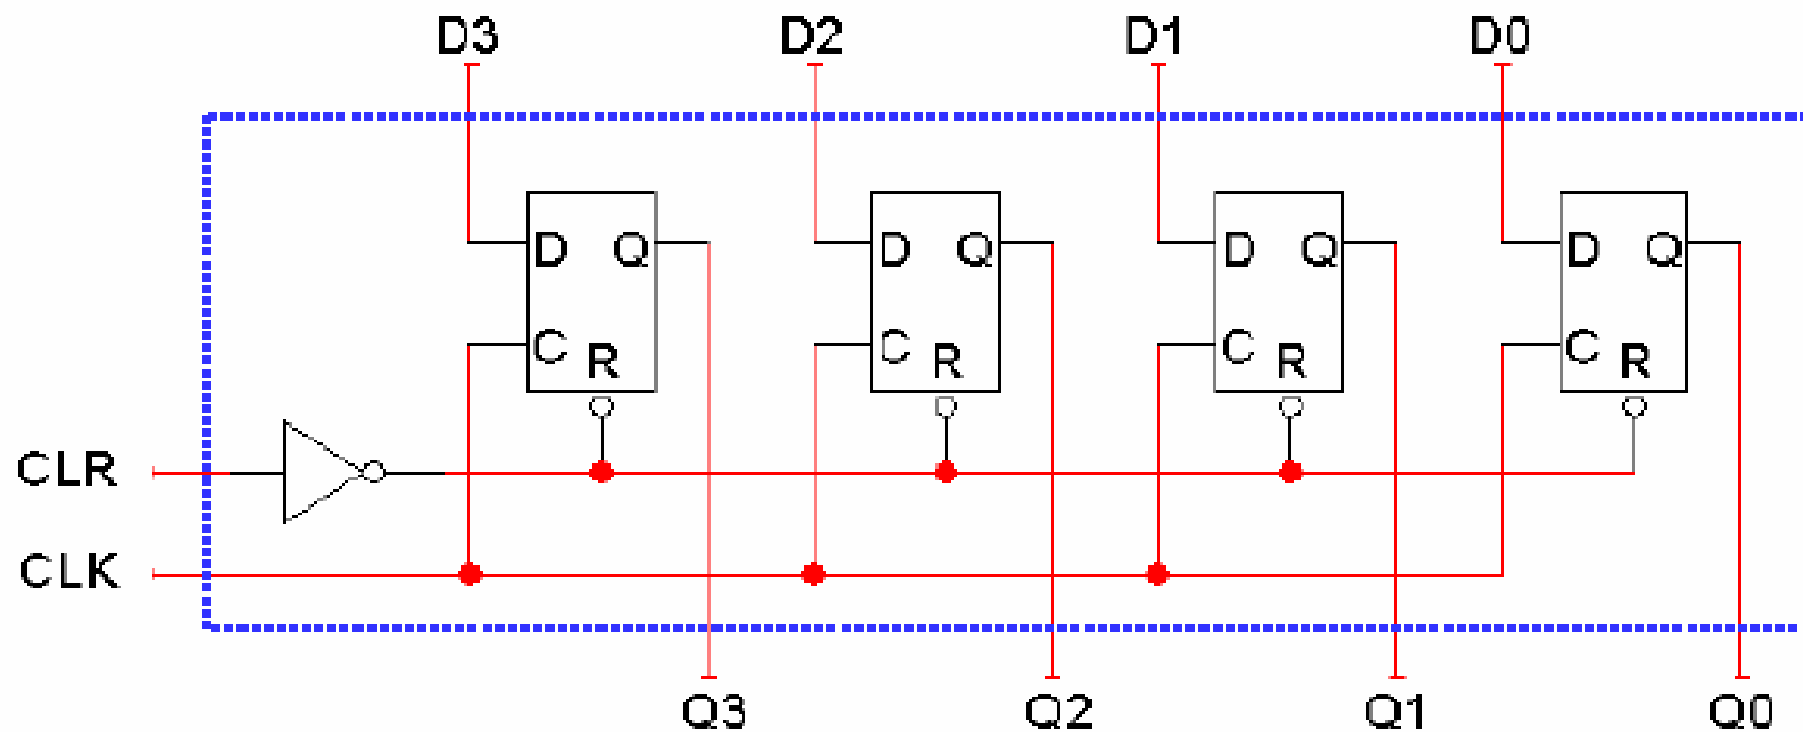 D3 D2 D1 D0
D Q D Q D Q D Q
C R C R C R C R
CLR
CLK
Q3 Q2 Q1 Q0